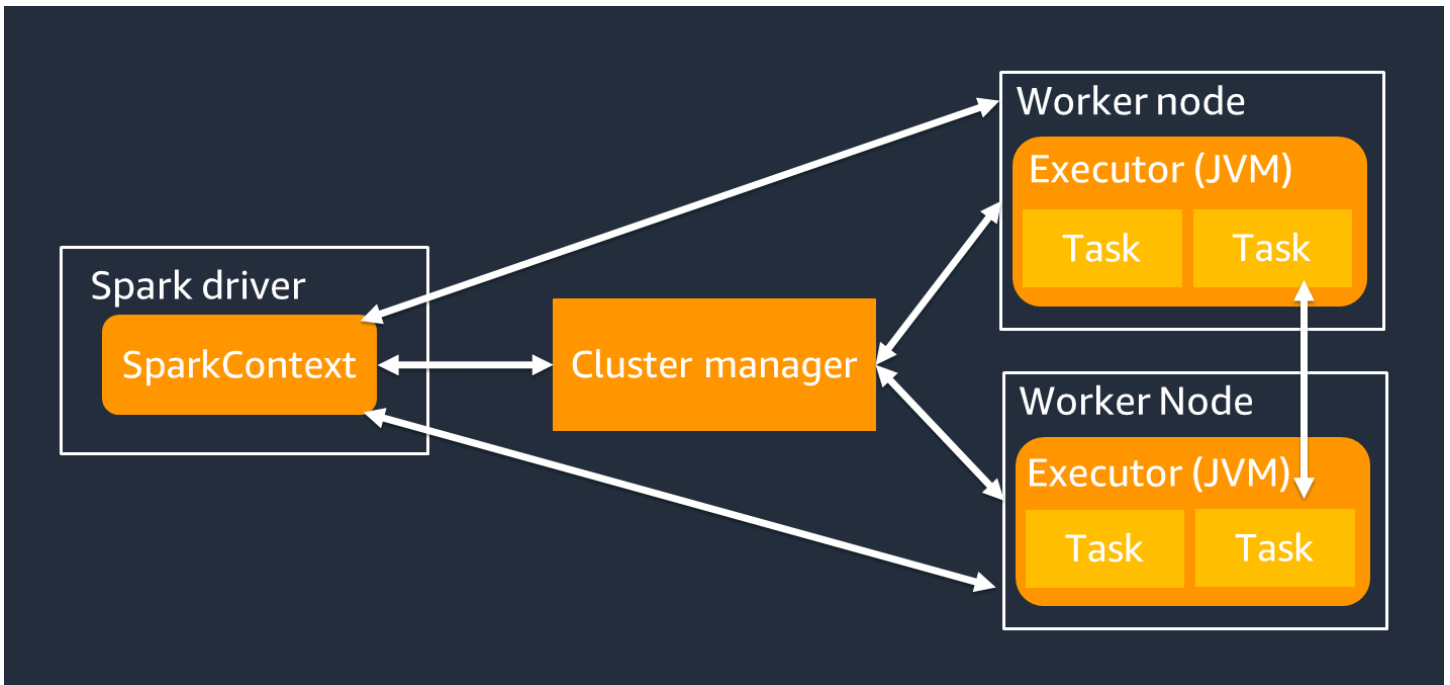 Spark driver
SparkContext
Cluster manager
Worker node
Executor (JVM)
Task
Task
Worker Node
Executor (JVM)
Task
Task